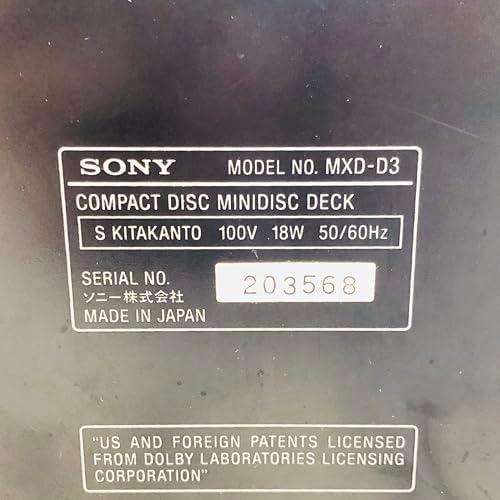 SONY MODEL NO. MXD-D3
COMPACT DISC MINIDISC DECK
S KITAKANTO 100V 18W 50/60Hz
SERIAL NO. 203568
ソニー株式会社
MADE IN JAPAN
"US AND FOREIGN PATENTS LICENSED
FROM DOLBY LABORATORIES LICENSING
CORPORATION"